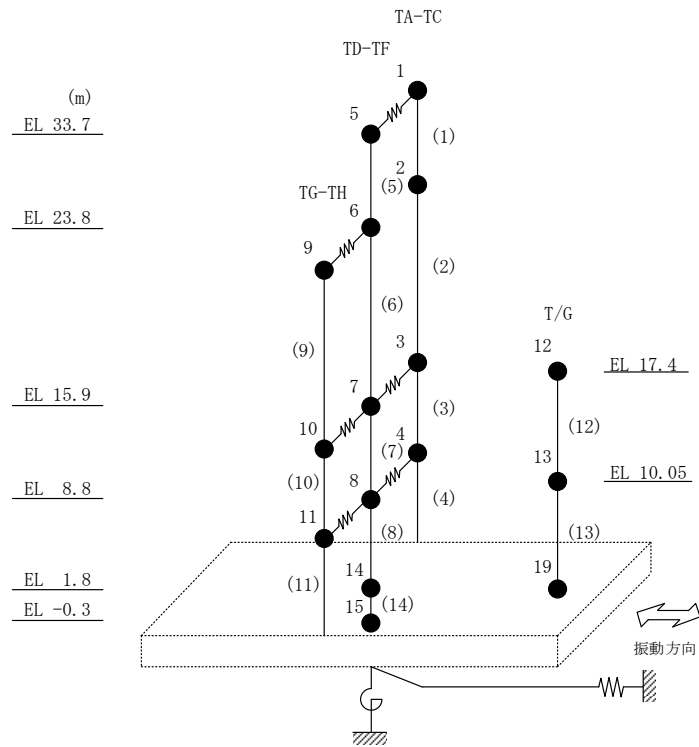 TA-TC
TD-TF
1
(m)
5
EL 33.7
(1)
2
(5)
TG-TH
EL 23.8
6
9
(2)
(6)
T/G
(9)
3
12
EL 17.4
7
EL 15.9
(3)
10
12
(12)
4
(7)
13
(10)
8
EL 10.05
EL 8.8
(4)
11
(8)
(13)
14
19
EL 1.8
(11)
15
(14)
EL -0.3
振動方向